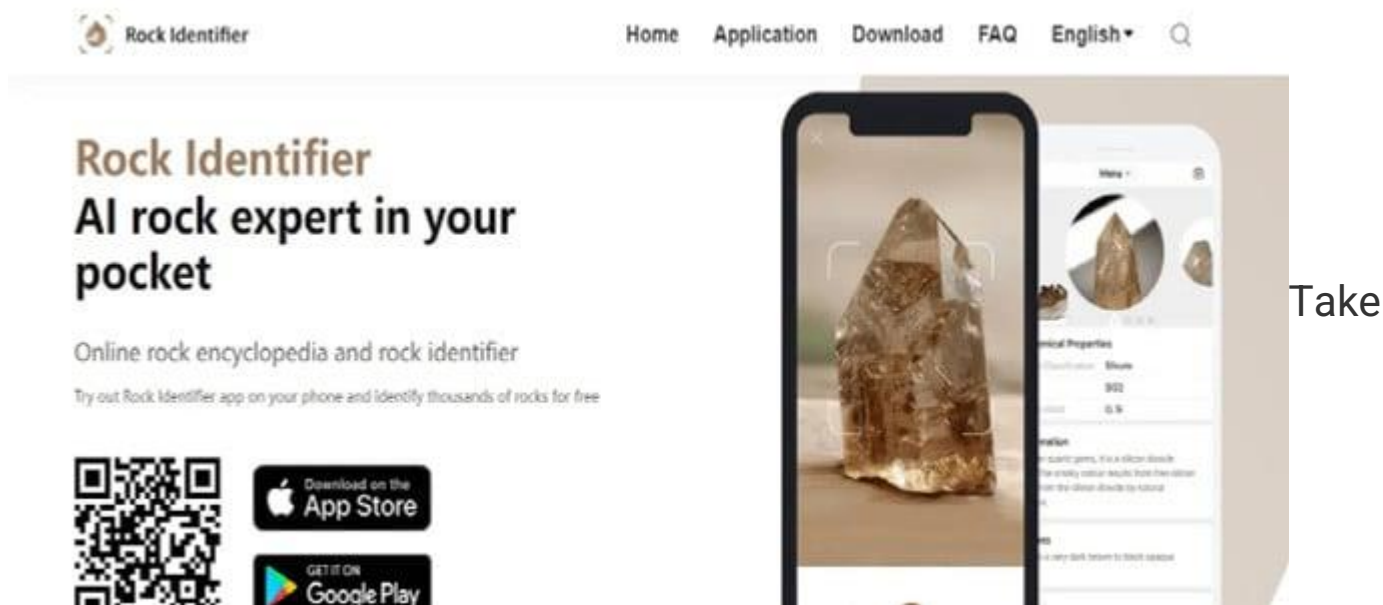 Rock Identifier
Home Application Download FAQ English
Rock Identifier
AI rock expert in your
pocket
Online rock encyclopedia and rock identifier
Try out Rock Identifier app on your phone and identify thousands of rocks for free
Download on the
App Store
GET IT ON
Google Play
Take